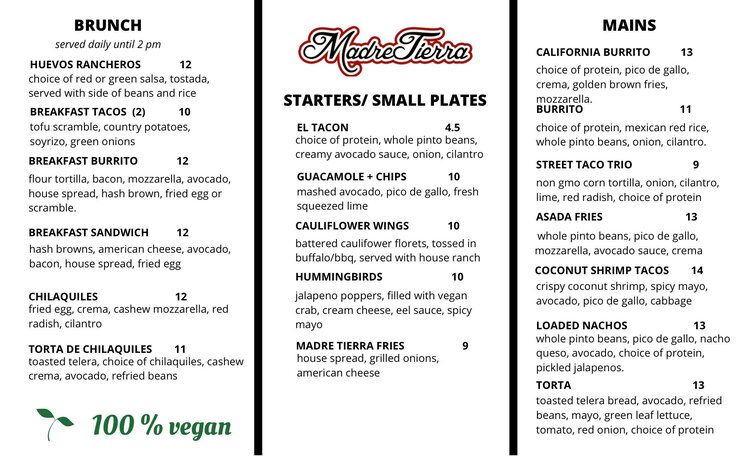 BRUNCH
served daily until 2 pm
HUEVOS RANCHEROS 12
choice of red or green salsa, tostada,
served with side of beans and rice
BREAKFAST TACOS (2) 10
tofu scramble, country potatoes,
soyrizo, green onions
BREAKFAST BURRITO 12
flour tortilla, bacon, mozzarella, avocado,
house spread, hash brown, fried egg or
scramble.
BREAKFAST SANDWICH 12
hash browns, american cheese, avocado,
bacon, house spread, fried egg
CHILAQUILES 12
fried egg, crema, cashew mozzarella, red
radish, cilantro
TORTA DE CHILAQUILES 11
toasted telera, choice of chilaquiles, cashew
crema, avocado, refried beans
100 % vegan
MadreTierra
STARTERS/ SMALL PLATES
EL TACON 4.5
choice of protein, whole pinto beans,
creamy avocado sauce, onion, cilantro
GUACAMOLE + CHIPS 10
mashed avocado, pico de gallo, fresh
squeezed lime
CAULIFLOWER WINGS 10
battered caulifower florets, tossed in
buffalo/bbq, served with house ranch
HUMMINGBIRDS 10
jalapeno poppers, filled with vegan
crab, cream cheese, eel sauce, spicy
mayo
MADRE TIERRA FRIES 9
house spread, grilled onions,
american cheese
MAINS
CALIFORNIA BURRITO 13
choice of protein, pico de gallo,
crema, golden brown fries,
mozzarella.
BURRITO 11
choice of protein, mexican red rice,
whole pinto beans, onion, cilantro.
STREET TACO TRIO 9
non gmo corn tortilla, onion, cilantro,
lime, red radish, choice of protein
ASADA FRIES 13
whole pinto beans, pico de gallo,
mozzarella, avocado sauce, crema
COCONUT SHRIMP TACOS 14
crispy coconut shrimp, spicy mayo,
avocado, pico de gallo, cabbage
LOADED NACHOS 13
whole pinto beans, pico de gallo, nacho
queso, avocado, choice of protein,
pickled jalapenos.
TORTA 13
toasted telera bread, avocado, refried
beans, mayo, green leaf lettuce,
tomato, red onion, choice of protein